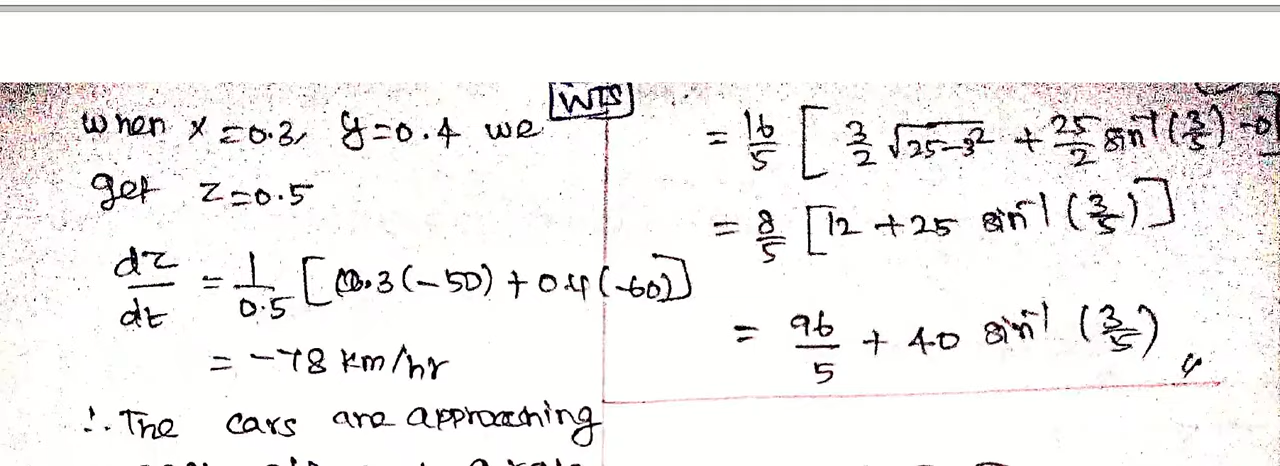 WTS
when x=0.3, y=0.4 we
get z=0.5
dz/dt = 1/0.5 [0.3(-50) + 0.4(-60)]
= -78 km/hr
∴ The cars are approaching
= 16/5 [3/2 √25-3² + 25/2 sin⁻¹(3/5) - 0]
= 8/5 [12 + 25 sin⁻¹(3/5)]
= 96/5 + 40 sin⁻¹(3/5)